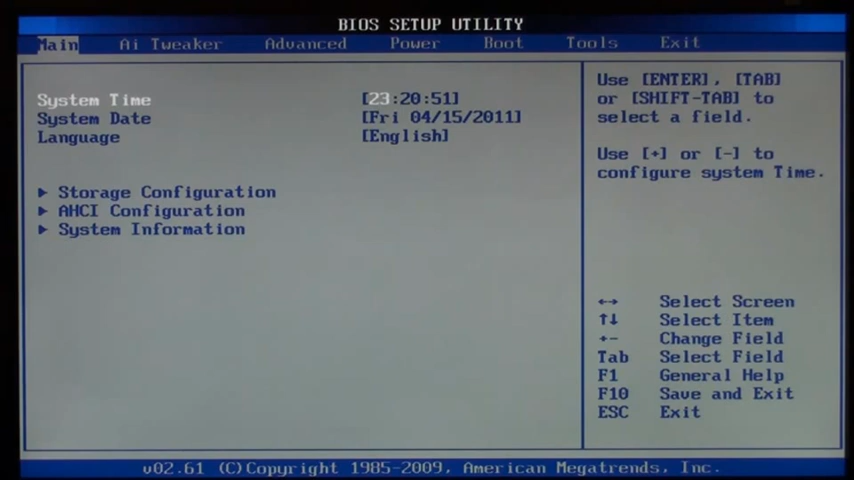 BIOS SETUP UTILITY
Main Ai Tweaker Advanced Power Boot Tools Exit
System Time [23:20:51]
System Date [Fri 04/15/2011]
Language [English]
▶ Storage Configuration
▶ AHCI Configuration
▶ System Information
Use [ENTER], [TAB]
or [SHIFT-TAB] to
select a field.
Use [+] or [-] to
configure system Time.
←→ Select Screen
↑↓ Select Item
+- Change Field
Tab Select Field
F1 General Help
F10 Save and Exit
ESC Exit
v02.61 (C)Copyright 1985-2009, American Megatrends, Inc.